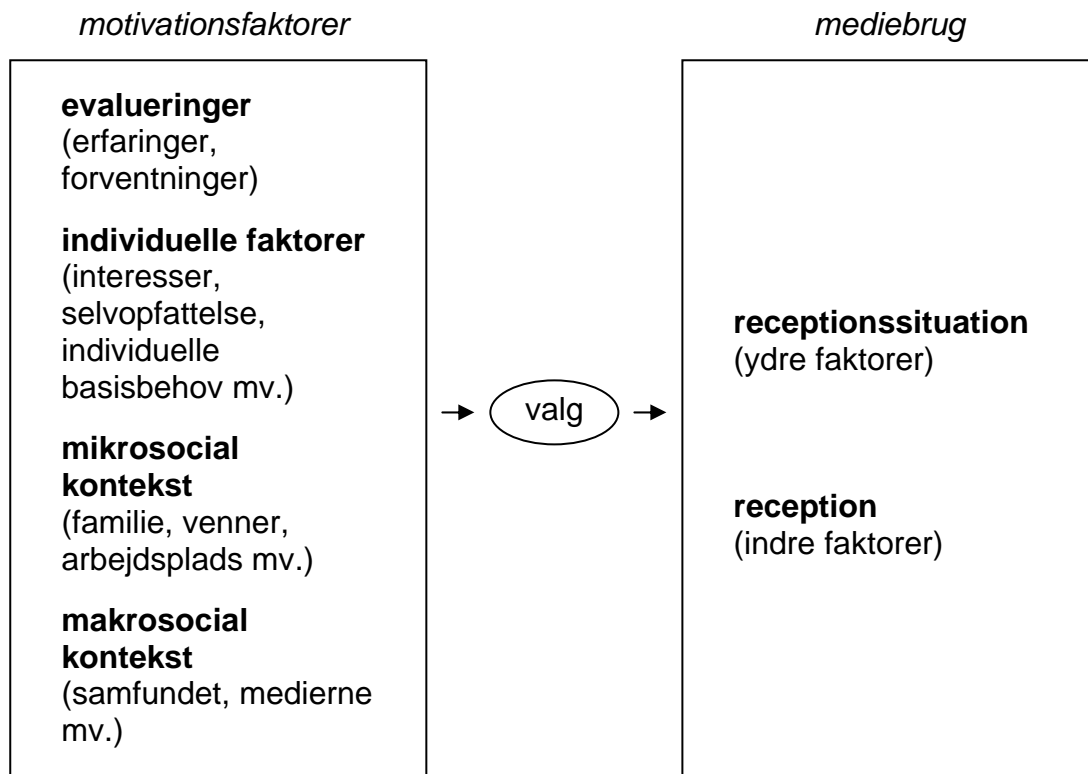 motivationsfaktorer
evalueringer
(erfaringer,
forventninger)
individuelle faktorer
(interesser,
selvopfattelse,
individuelle
basisbehov mv.)
mikrosocial
kontekst
(familie, venner,
arbejdsplads mv.)
makrosocial
kontekst
(samfundet, medierne
mv.)
valg
mediebrug
receptionssituation
(ydre faktorer)
reception
(indre faktorer)